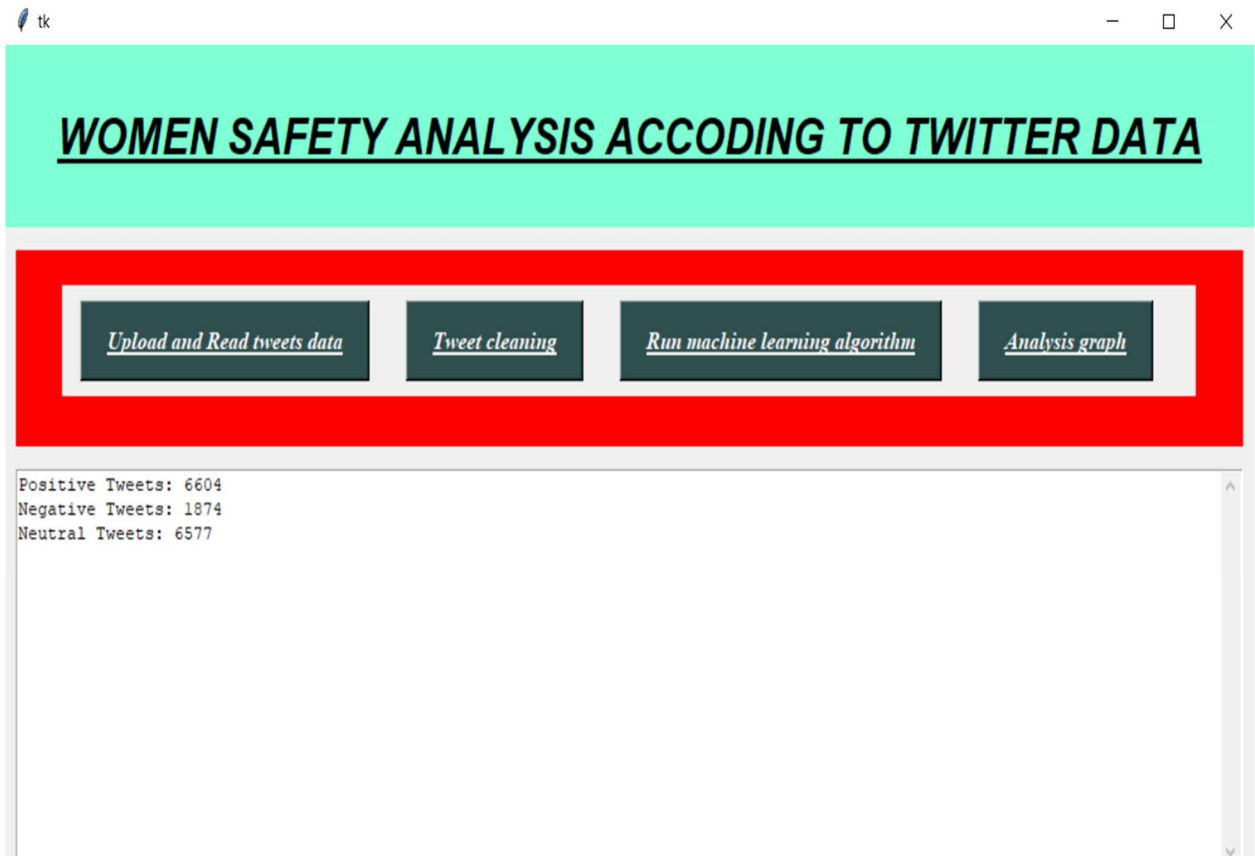 tk
WOMEN SAFETY ANALYSIS ACCODING TO TWITTER DATA
Upload and Read tweets data
Tweet cleaning
Run machine learning algorithm
Analysis graph
Positive Tweets: 6604
Negative Tweets: 1874
Neutral Tweets: 6577